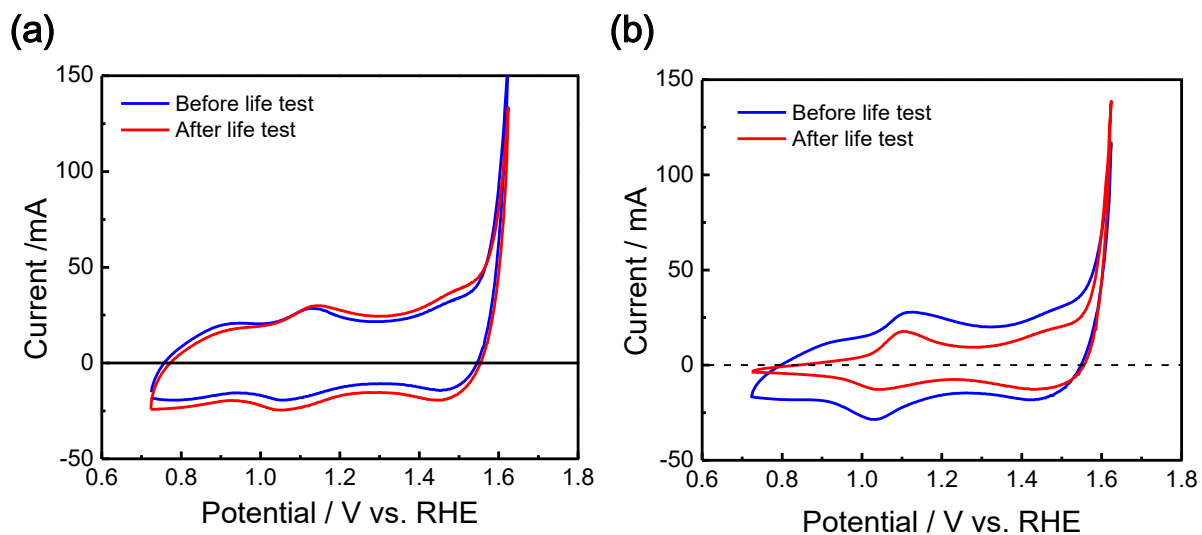 (a)
150
100
50
0
-50
Current /mA
Before life test
After life test
0.6 0.8 1.0 1.2 1.4 1.6 1.8
Potential / V vs. RHE
(b)
150
100
50
0
-50
Current / mA
Before life test
After life test
0.6 0.8 1.0 1.2 1.4 1.6 1.8
Potential / V vs. RHE